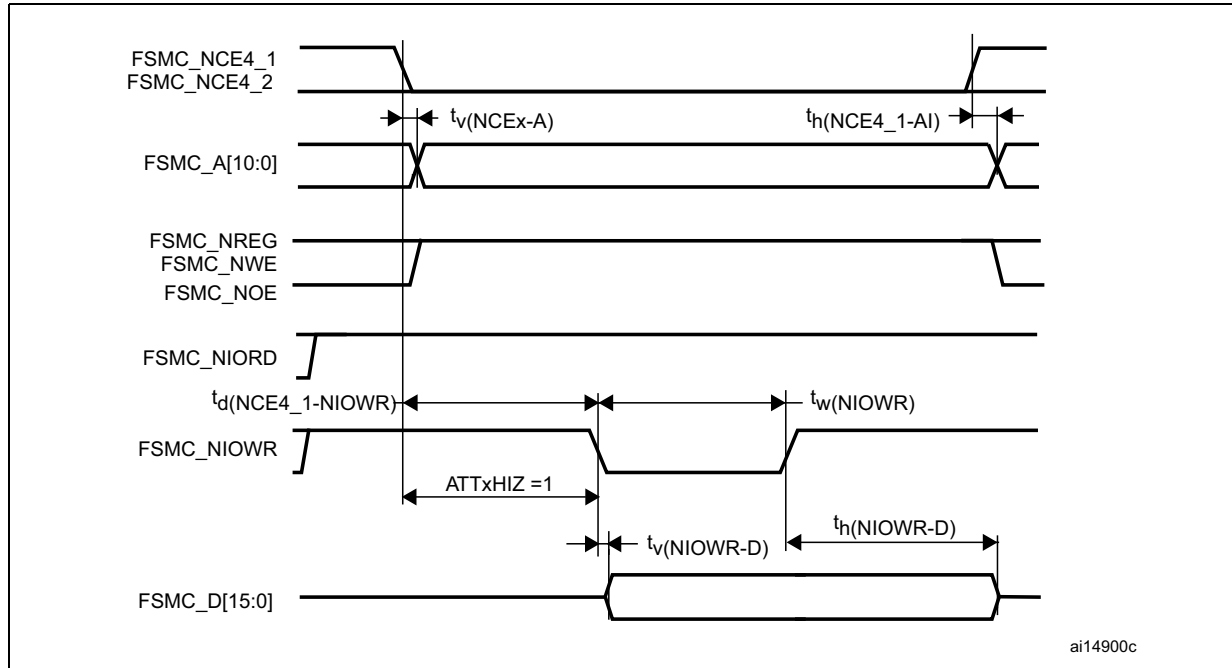 FSMC_NCE4_1
FSMC_NCE4_2
tv(NCEx-A)
th(NCE4_1-AI)
FSMC_A[10:0]
FSMC_NREG
FSMC_NWE
FSMC_NOE
FSMC_NIORD
td(NCE4_1-NIOWR)
tw(NIOWR)
FSMC_NIOWR
ATTxHIZ =1
tv(NIOWR-D)
th(NIOWR-D)
FSMC_D[15:0]
ai14900c